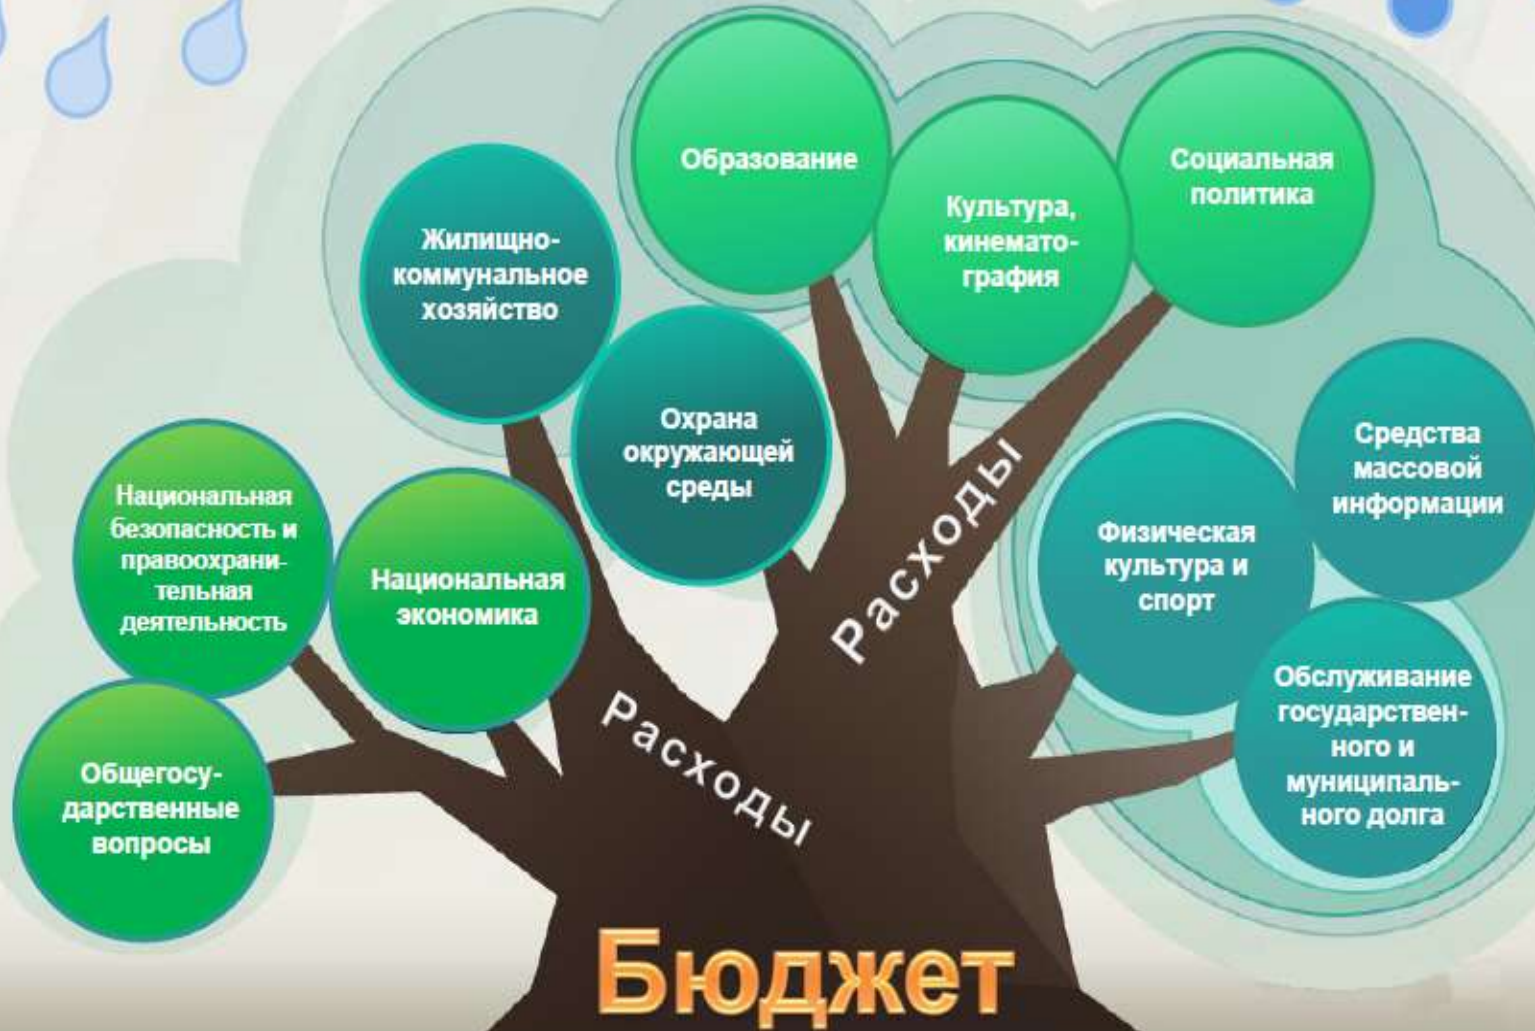 Образование
Культура,
кинемато-
графия
Социальная
политика
Жилищно-
коммунальное
хозяйство
Охрана
окружающей
среды
Средства
массовой
информации
Национальная
безопасность и
правоохрани-
тельная
деятельность
Национальная
экономика
Физическая
культура и
спорт
Общегосу-
дарственные
вопросы
Обслуживание
государствен-
ного и
муниципаль-
ного долга
Расходы
Расходы
Бюджет